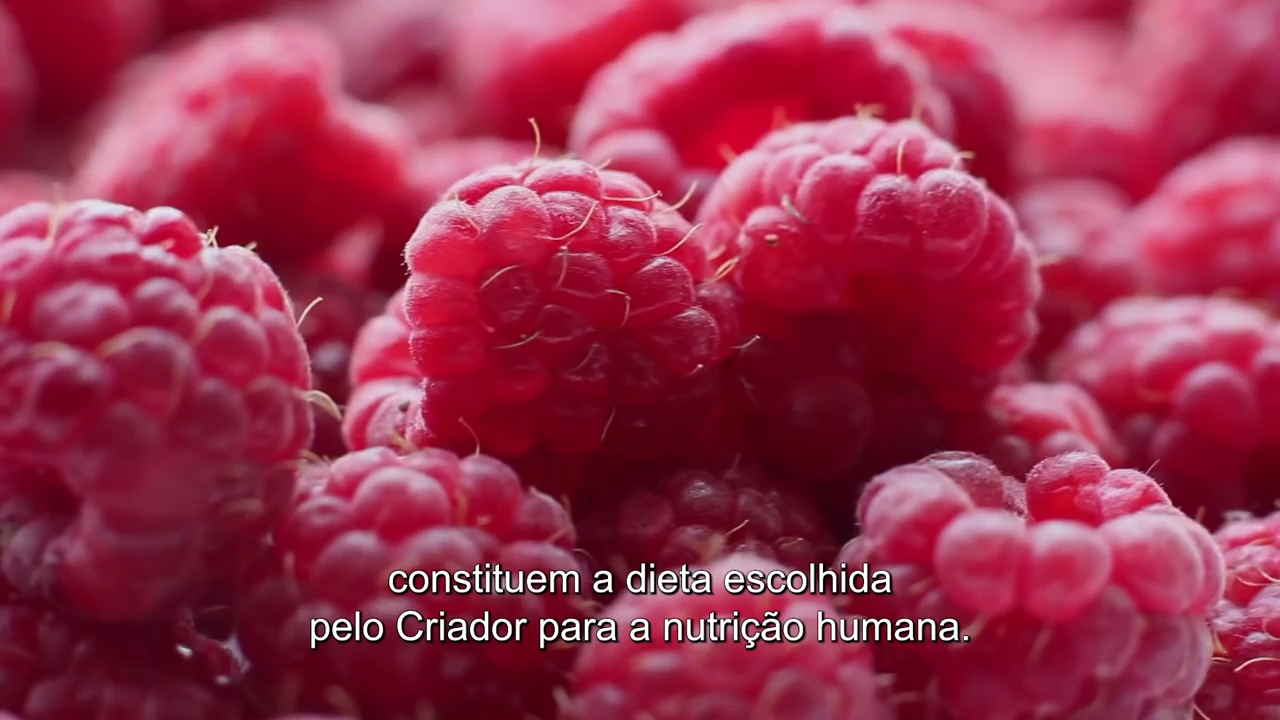 constituem a dieta escolhida
pelo Criador para a nutrição humana.